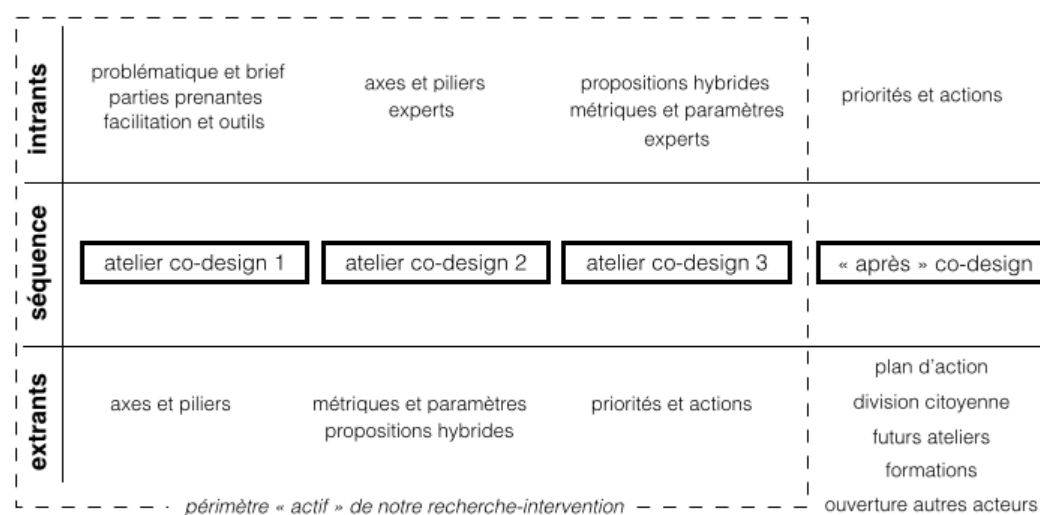 intrants
problématique et brief
parties prenantes
facilitation et outils
axes et piliers
experts
propositions hybrides
métriques et paramètres
experts
priorités et actions
séquence
atelier co-design 1
atelier co-design 2
atelier co-design 3
« après » co-design
extrants
axes et piliers
métriques et paramètres
propositions hybrides
priorités et actions
plan d’action
division citoyenne
futurs ateliers
formations
ouverture autres acteurs
périmètre « actif » de notre recherche-intervention